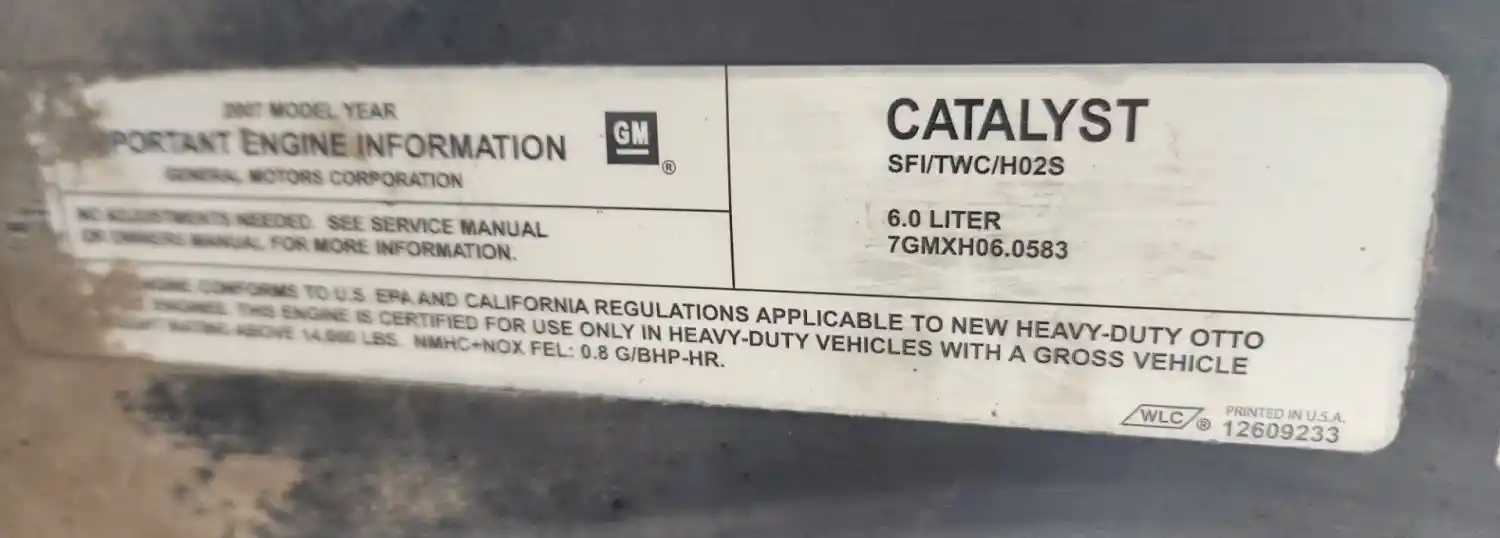 2007 MODEL YEAR
PORTANT ENGINE INFORMATION
GENERAL MOTORS CORPORATION
GM
®
NO ADJUSTMENTS NEEDED. SEE SERVICE MANUAL
OR OWNERS MANUAL FOR MORE INFORMATION.
CATALYST
SFI/TWC/H02S
6.0 LITER
7GMXH06.0583
CONFORMS TO U.S. EPA AND CALIFORNIA REGULATIONS APPLICABLE TO NEW HEAVY-DUTY OTTO
THIS ENGINE IS CERTIFIED FOR USE ONLY IN HEAVY-DUTY VEHICLES WITH A GROSS VEHICLE
RATING ABOVE 14,000 LBS. NMHC+NOX FEL: 0.8 G/BHP-HR.
WLC ® PRINTED IN U.S.A.
12609233